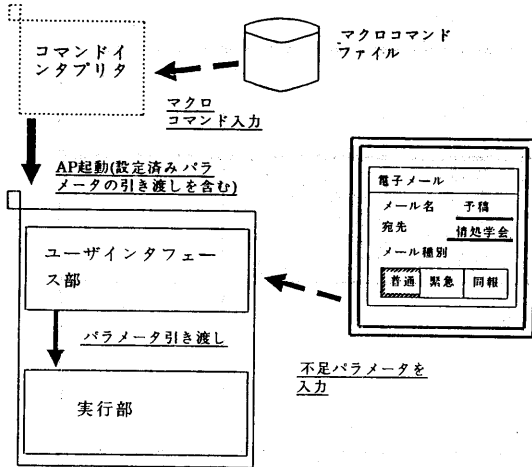 コマンドイ
ンタプリタ
マクロコマンド
ファイル
マクロ
コマンド入力
AP起動(設定済みパラ
メータの引き渡しを含む)
電子メール
メール名 予稿
宛先 情処学会
メール種別
普通 緊急 同報
ユーザインタフェー
ス部
パラメータ引き渡し
不足パラメータを
入力
実行部